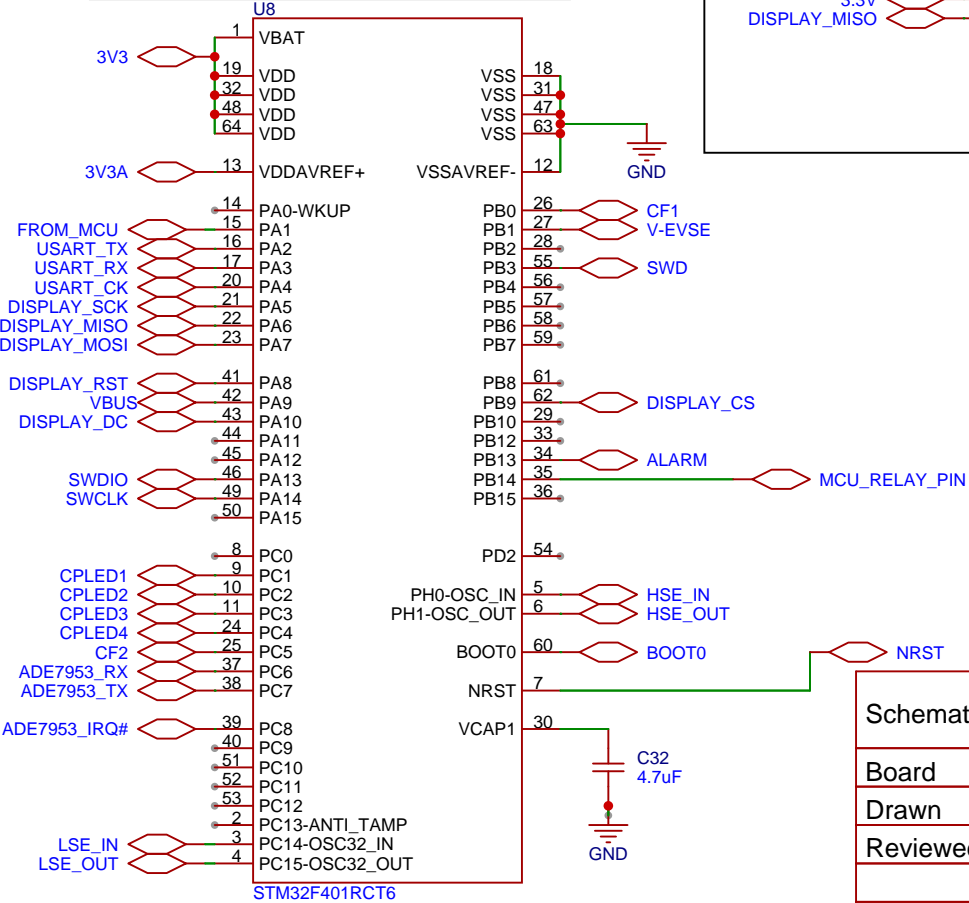 U8
3.3V
DISPLAY_MISO
3V3
1 VBAT
19 VDD
32 VDD
48 VDD
64 VDD
3V3A 13 VDDAVREF+
14 PA0-WKUP
FROM_MCU 15 PA1
USART_TX 16 PA2
USART_RX 17 PA3
USART_CK 20 PA4
DISPLAY_SCK 21 PA5
DISPLAY_MISO 22 PA6
DISPLAY_MOSI 23 PA7
DISPLAY_RST 41 PA8
VBUS 42 PA9
DISPLAY_DC 43 PA10
44 PA11
45 PA12
SWDIO 46 PA13
SWCLK 49 PA14
50 PA15
8 PC0
CPLED1 9 PC1
CPLED2 10 PC2
CPLED3 11 PC3
CPLED4 24 PC4
CF2 25 PC5
ADE7953_RX 37 PC6
ADE7953_TX 38 PC7
ADE7953_IRQ# 39 PC8
40 PC9
51 PC10
52 PC11
53 PC12
2 PC13-ANTI_TAMP
LSE_IN 3 PC14-OSC32_IN
LSE_OUT 4 PC15-OSC32_OUT
STM32F401RCT6
VSS 18
VSS 31
VSS 47
VSS 63
GND
VSSAVREF- 12
PB0 26 CF1
PB1 27 V-EVSE
PB2 28
PB3 55 SWD
PB4 56
PB5 57
PB6 58
PB7 59
PB8 61
PB9 62 DISPLAY_CS
PB10 29
PB12 33
PB13 34 ALARM
PB14 35 MCU_RELAY_PIN
PB15 36
PD2 54
PH0-OSC_IN 5 HSE_IN
PH1-OSC_OUT 6 HSE_OUT
BOOT0 60 BOOT0
NRST 7 NRST
VCAP1 30
C32
4.7uF
GND
Schemat
Board
Drawn
Reviewe